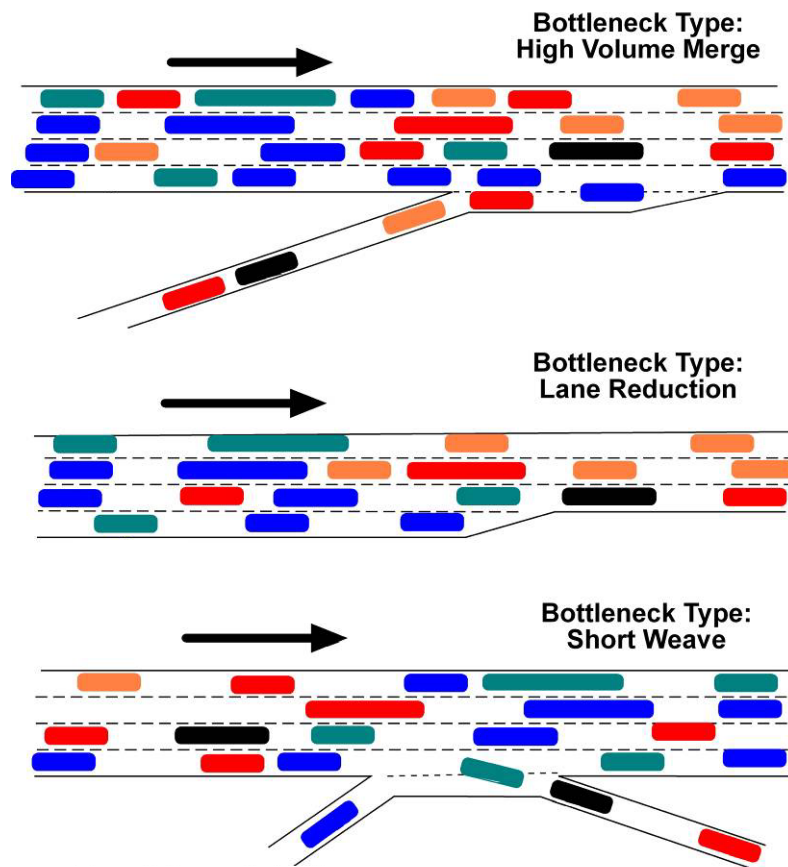 Bottleneck Type:
High Volume Merge
Bottleneck Type:
Lane Reduction
Bottleneck Type:
Short Weave